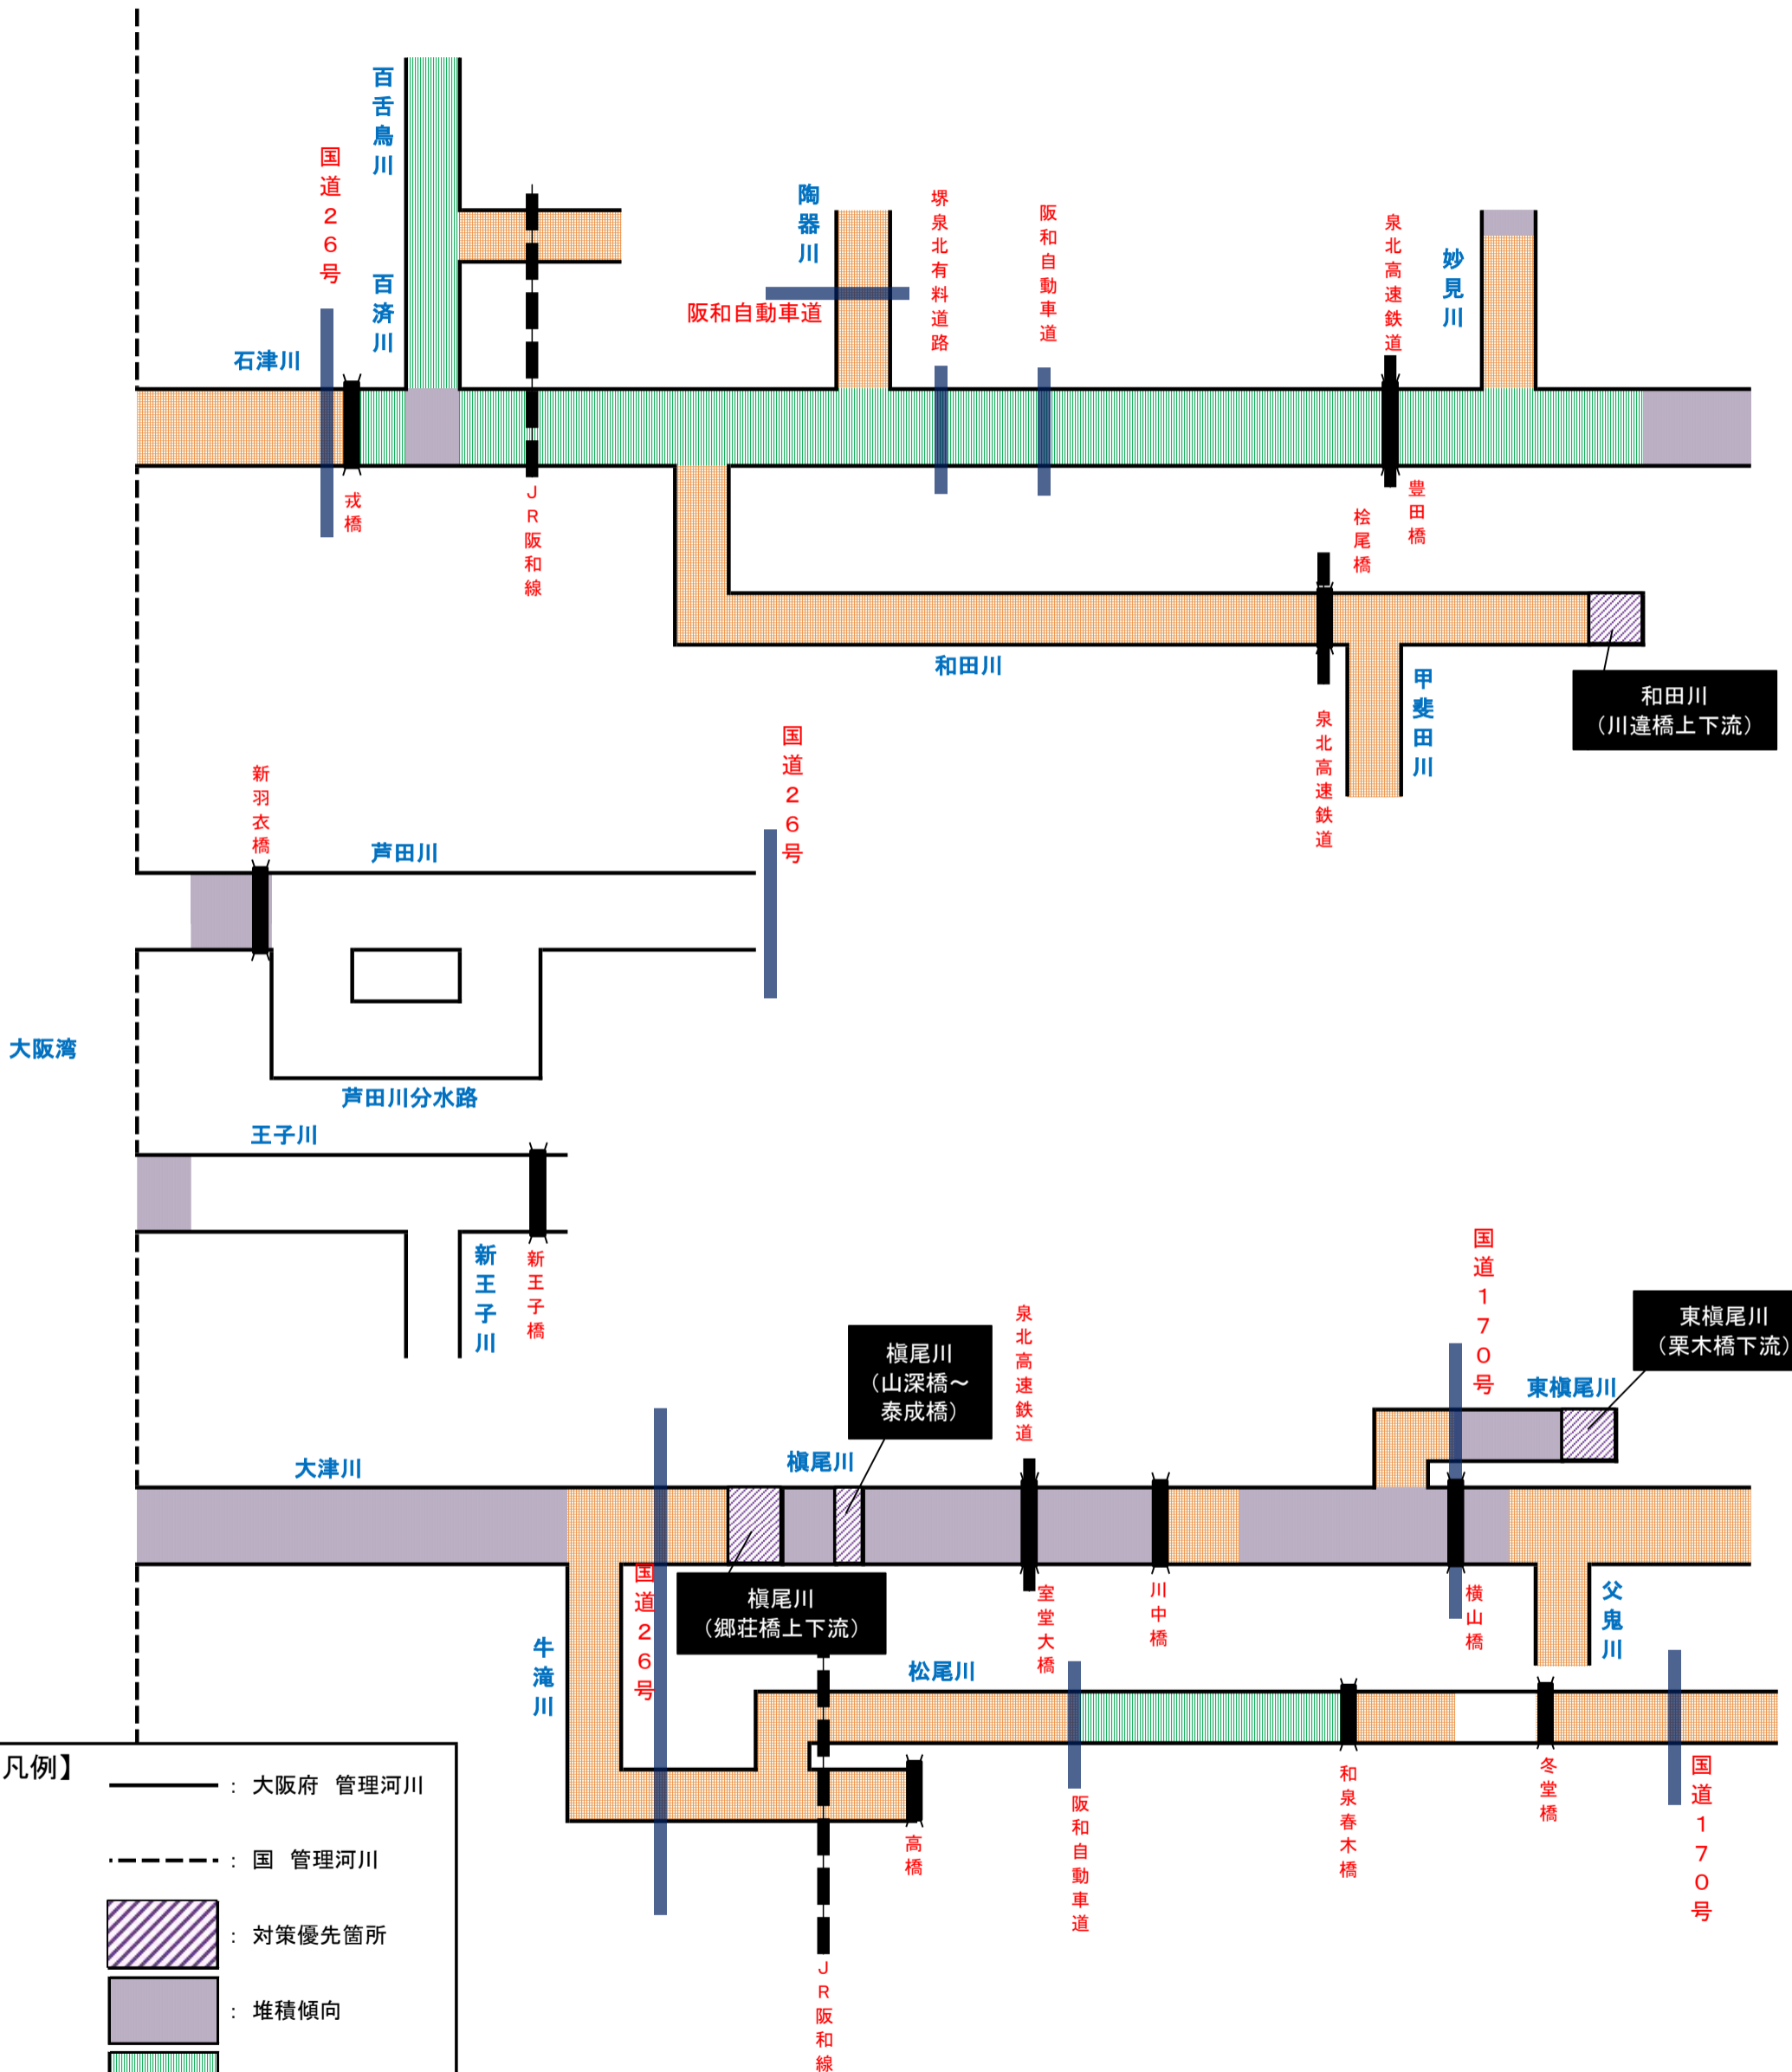 百舌鳥川
国道26号
陶器川
堺泉北有料道路
阪和自動車道
泉北高速鉄道
妙見川
百済川
阪和自動車道
石津川
戎橋
JR阪和線
桧尾橋
豊田橋
和田川
甲斐田川
和田川
（川違橋上下流）
泉北高速鉄道
国道26号
新羽衣橋
芦田川
大阪湾
芦田川分水路
王子川
新王子川
新王子橋
国道170号
泉北高速鉄道
東槇尾川
（栗木橋下流）
槇尾川
（山深橋～
泰成橋）
東槇尾川
大津川
槇尾川
国道26号
槇尾川
（郷荘橋上下流）
室堂大橋
川中橋
横山橋
父鬼川
牛滝川
松尾川
国道170号
高橋
阪和自動車道
和泉春木橋
冬堂橋
JR阪和線
凡例】
： 大阪府 管理河川
： 国 管理河川
： 対策優先箇所
： 堆積傾向